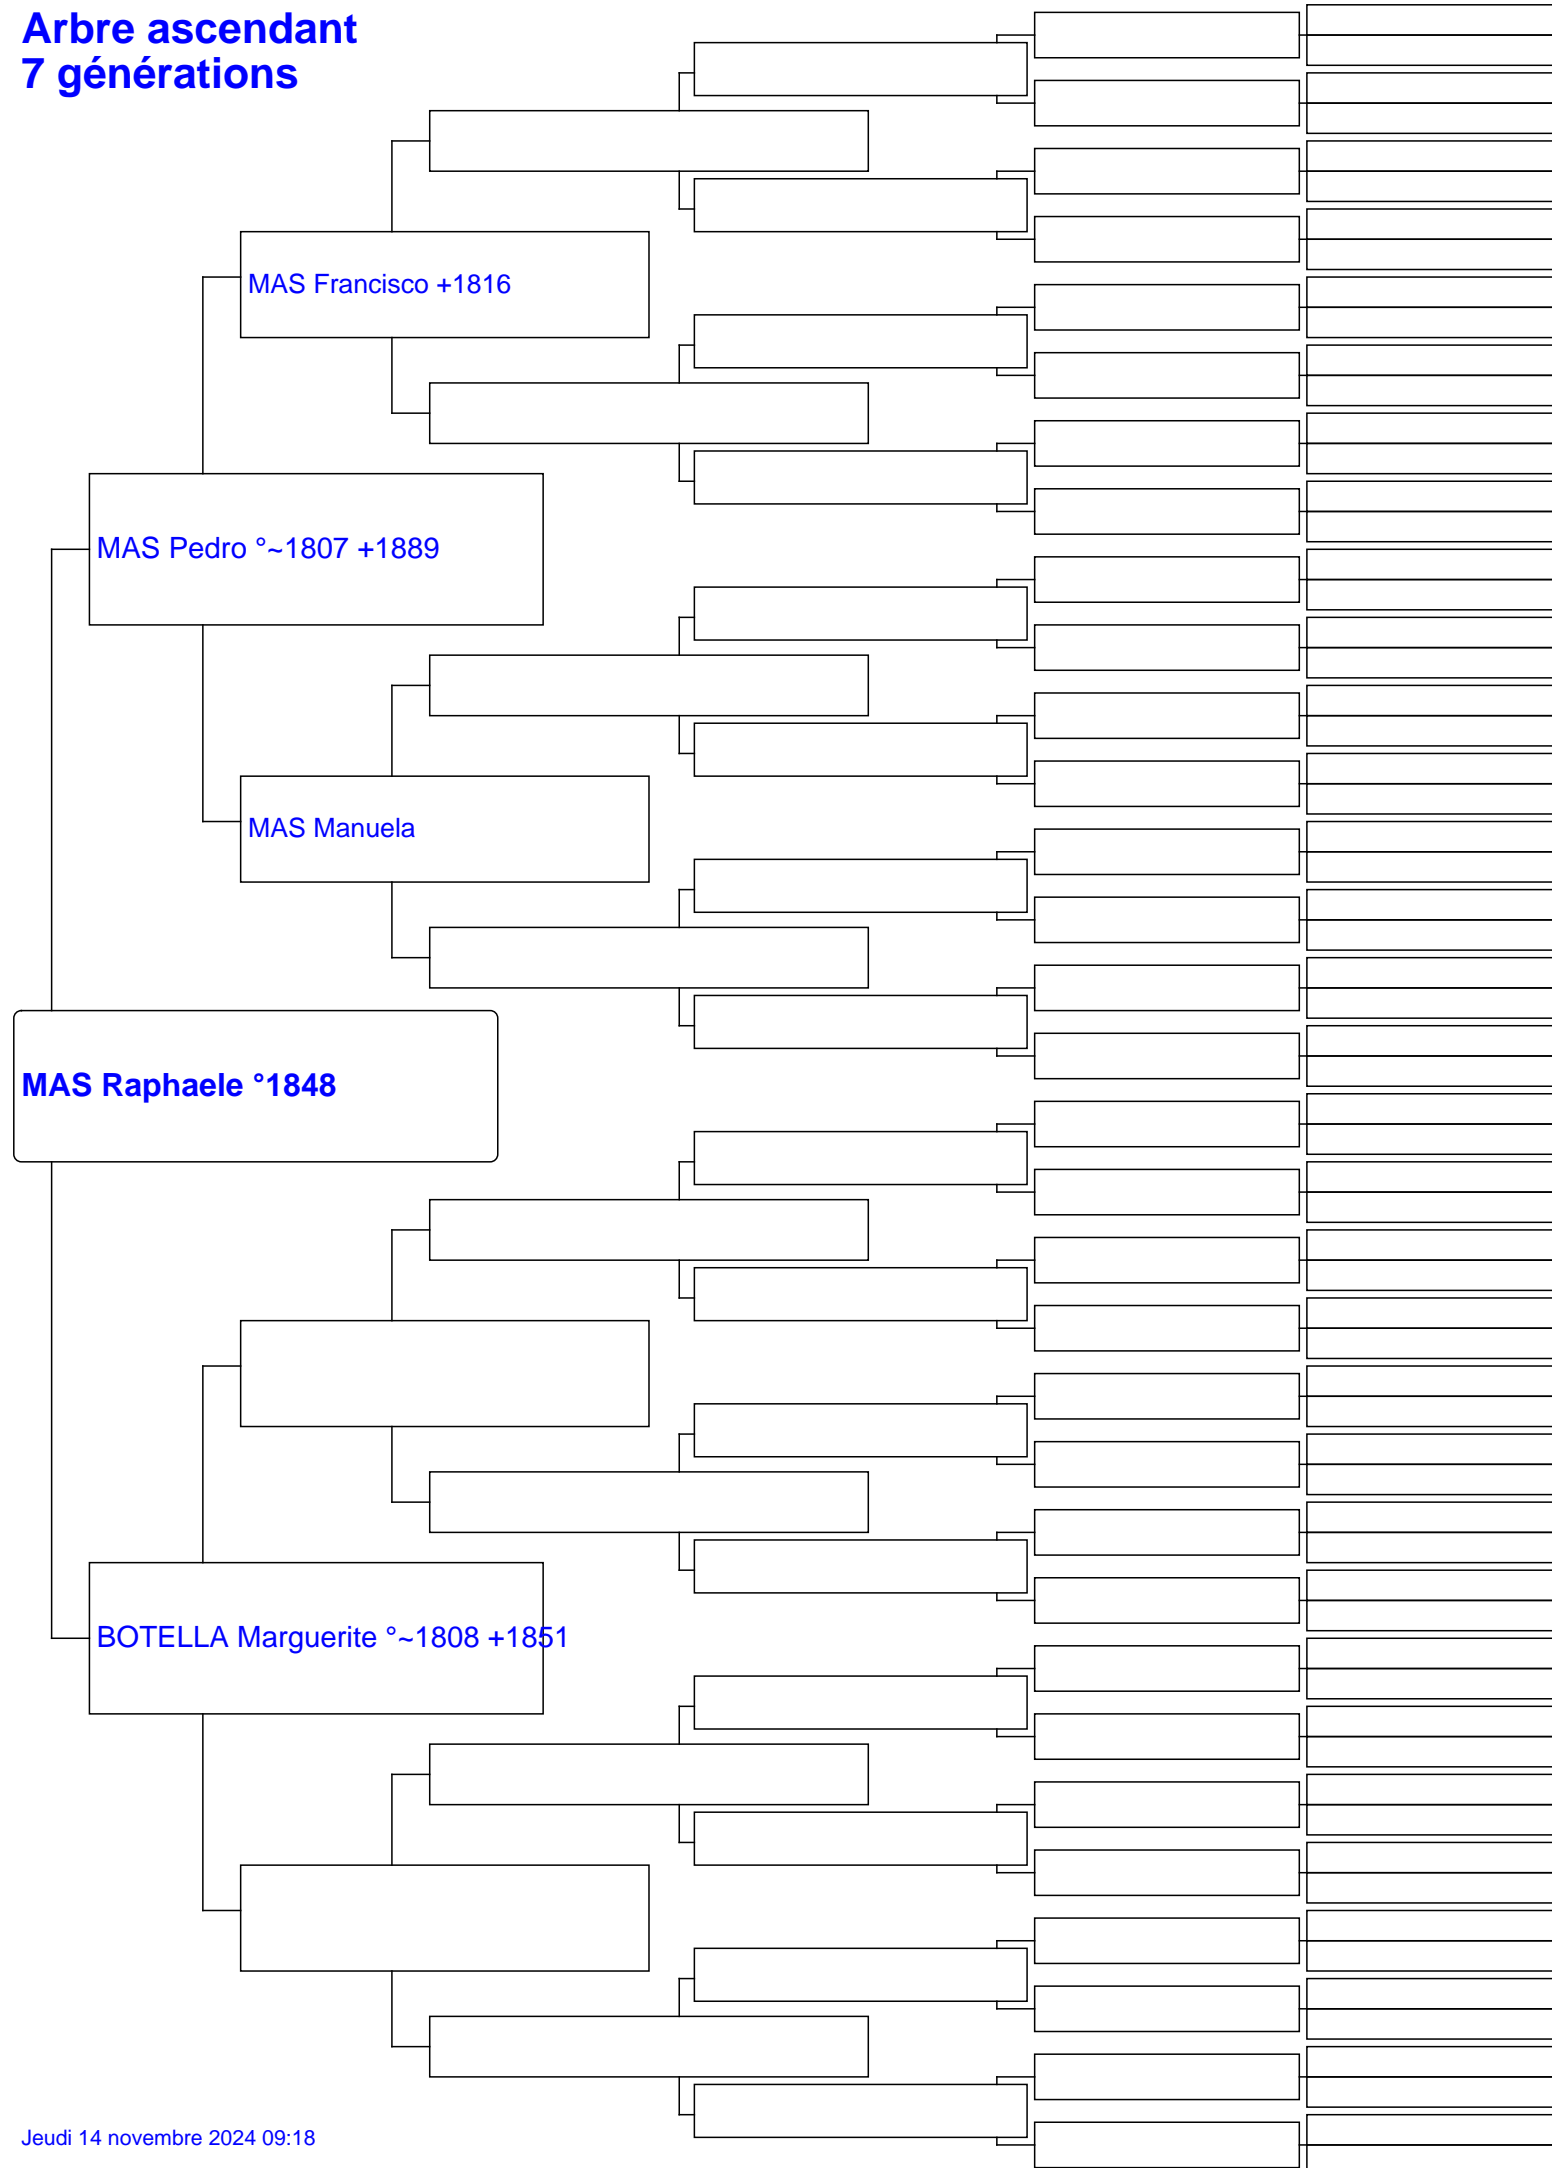 Arbre ascendant
7 générations
MAS Francisco +1816
MAS Pedro °~1807 +1889
MAS Manuela
MAS Raphaele °1848
BOTELLA Marguerite °~1808 +1851
Jeudi 14 novembre 2024 09:18